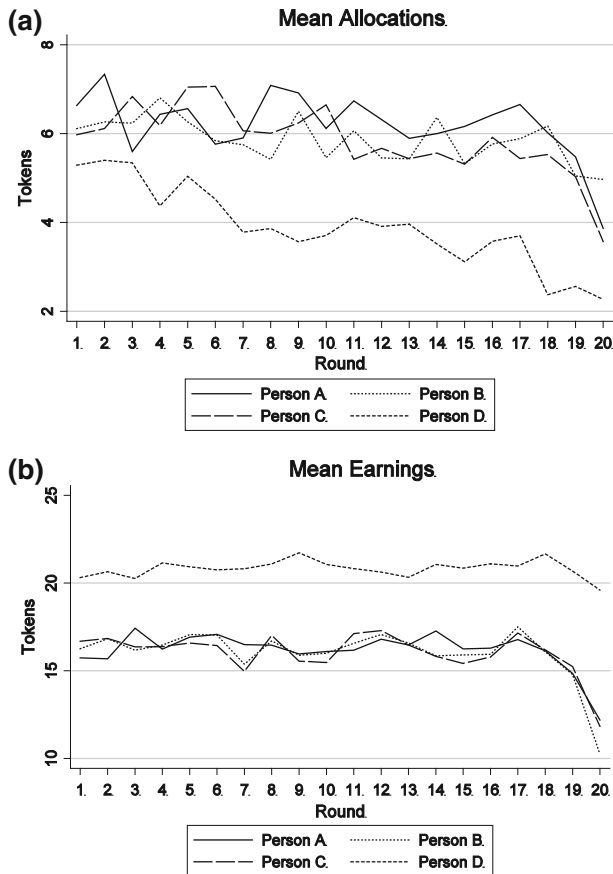 (a)
Mean Allocations.
8
6
4
2
Tokens
1. 2. 3. 4. 5. 6. 7. 8. 9. 10. 11. 12. 13. 14. 15. 16. 17. 18. 19. 20.
Round.
Person A. Person B.
Person C. Person D.
(b)
Mean Earnings.
25
20
15
10
Tokens
1. 2. 3. 4. 5. 6. 7. 8. 9. 10. 11. 12. 13. 14. 15. 16. 17. 18. 19. 20.
Round.
Person A. Person B.
Person C. Person D.